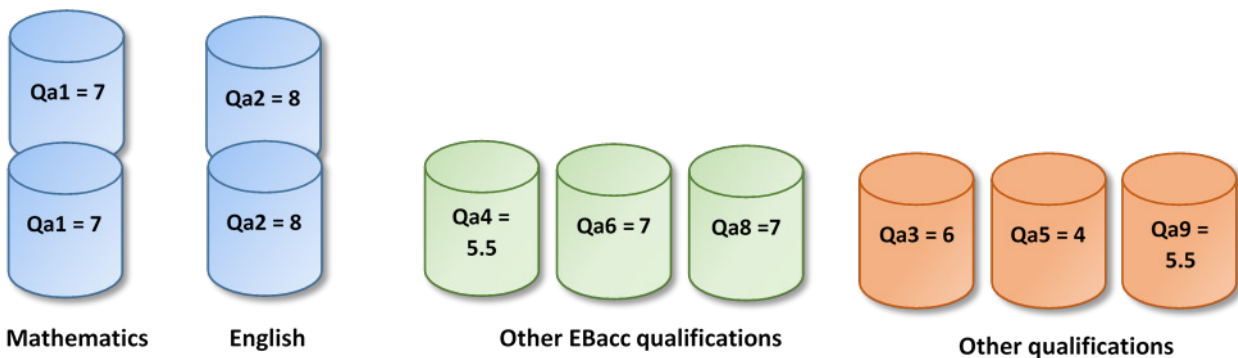 Qa1 = 7
Qa2 = 8
Qa1 = 7
Qa2 = 8
Qa4 =
5.5
Qa6 = 7
Qa8 =7
Qa3 = 6
Qa5 = 4
Qa9 =
5.5
Mathematics
English
Other EBacc qualifications
Other qualifications